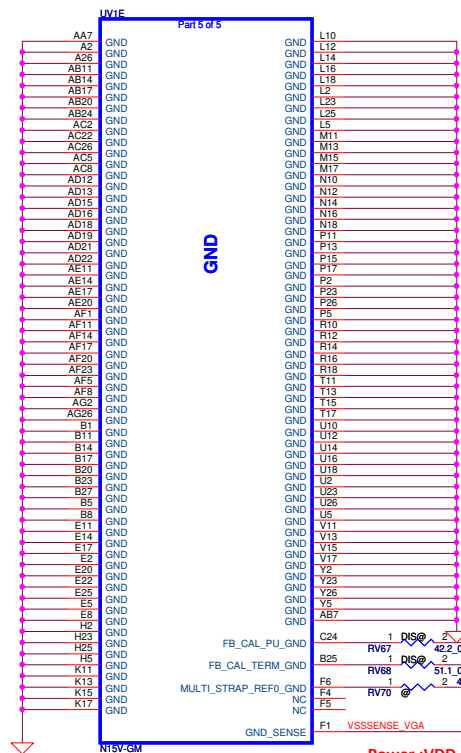 UV1E
Part 5 of 5
AA7 GND GND L10
A2 GND GND L12
A26 GND GND L14
AB11 GND GND L16
AB14 GND GND L18
AB17 GND GND L2
AB20 GND GND L23
AB24 GND GND L25
AC2 GND GND L5
AC22 GND GND M11
AC26 GND GND M13
AC5 GND GND M15
AC8 GND GND M17
AD12 GND GND N10
AD13 GND GND N12
AD15 GND GND N14
AD16 GND GND N16
AD18 GND GND N18
AD19 GND GND P11
AD21 GND GND P13
AD22 GND GND P15
AE11 GND GND P17
AE14 GND GND P2
AE17 GND GND P23
AE20 GND GND P26
AF1 GND GND P5
AF11 GND GND R10
AF14 GND GND R12
AF17 GND GND R14
AF20 GND GND R16
AF23 GND GND R18
AF5 GND GND T11
AF8 GND GND T13
AG2 GND GND T15
AG26 GND GND T17
B1 GND GND U10
B11 GND GND U12
B14 GND GND U14
B17 GND GND U16
B20 GND GND U18
B23 GND GND U2
B27 GND GND U23
B5 GND GND U26
B8 GND GND U5
E11 GND GND V11
E14 GND GND V13
E17 GND GND V15
E2 GND GND V17
E20 GND GND Y2
E22 GND GND Y23
E25 GND GND Y26
E5 GND GND Y5
E8 GND GND AB7
H2 GND
H23 GND FB_CAL_PU_GND C24 1 DIS@ 2
H25 GND RV67
H5 GND FB_CAL_TERM_GND B25 1 DIS@ 2
K11 GND RV68
K13 GND MULTI_STRAP_REF0_GND F6 1 2
K15 GND NC F4 RV70 @
K17 GND NC F5
GND
GND_SENSE F1 VSSSENSE_VGA
N15V-GM